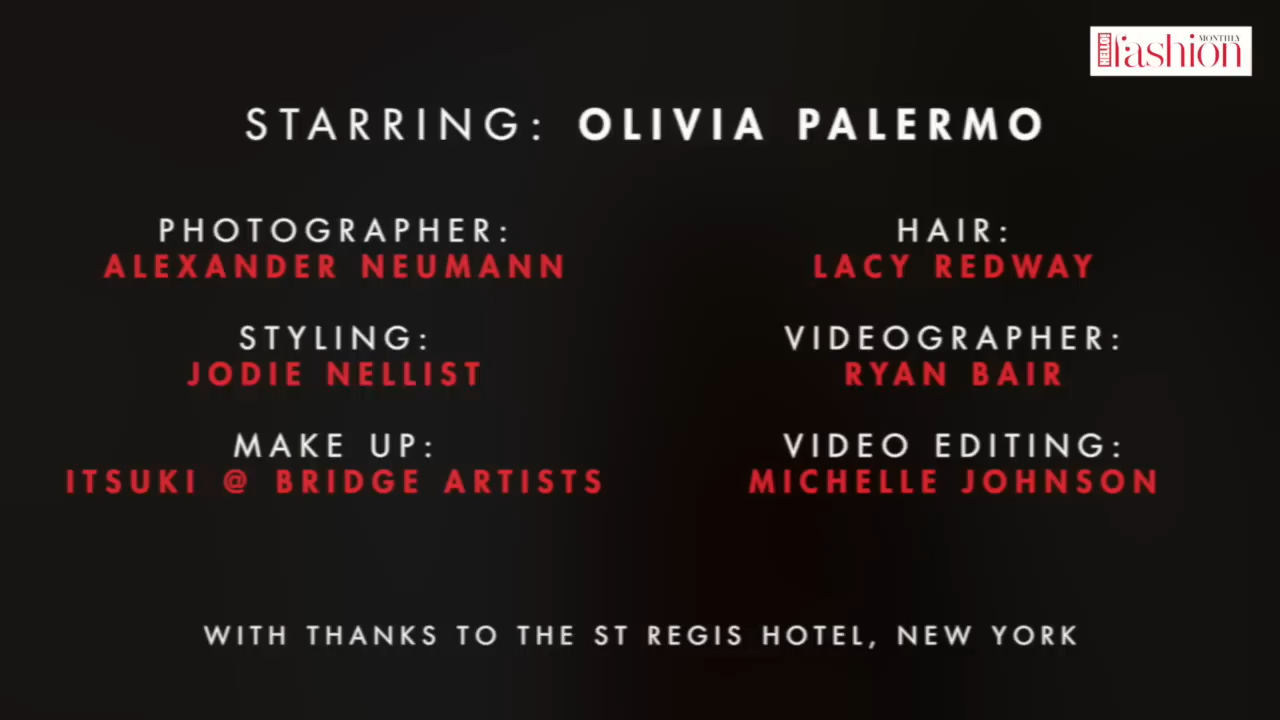 HELLO! fashion MONTHLY
STARRING: OLIVIA PALERMO
PHOTOGRAPHER:
ALEXANDER NEUMANN
STYLING:
JODIE NELLIST
MAKE UP:
ITSUKI @ BRIDGE ARTISTS
HAIR:
LACY REDWAY
VIDEOGRAPHER:
RYAN BAIR
VIDEO EDITING:
MICHELLE JOHNSON
WITH THANKS TO THE ST REGIS HOTEL, NEW YORK